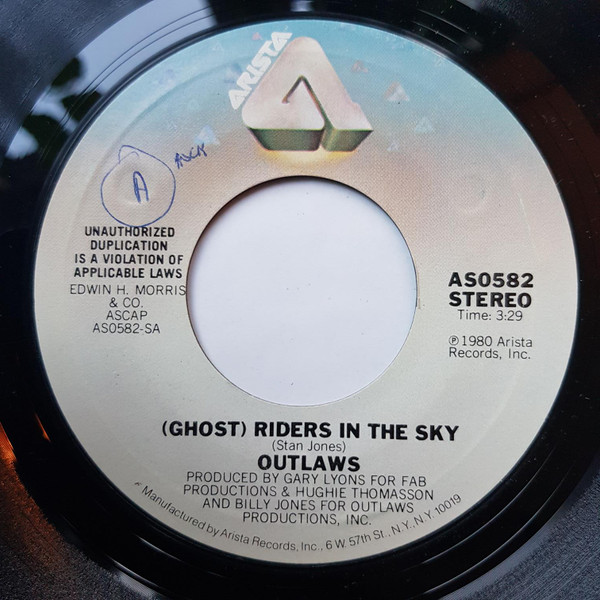 ARISTA
A
ASCAP
UNAUTHORIZED
DUPLICATION
IS A VIOLATION OF
APPLICABLE LAWS
EDWIN H. MORRIS
& CO.
ASCAP
AS0582-SA
AS0582
STEREO
Time: 3:29
℗ 1980 Arista
Records, Inc.
(GHOST) RIDERS IN THE SKY
(Stan Jones)
OUTLAWS
PRODUCED BY GARY LYONS FOR FAB
PRODUCTIONS & HUGHIE THOMASSON
AND BILLY JONES FOR OUTLAWS
PRODUCTIONS, INC.
Manufactured by Arista Records, Inc., 6 W. 57th St., N.Y., N.Y. 10019